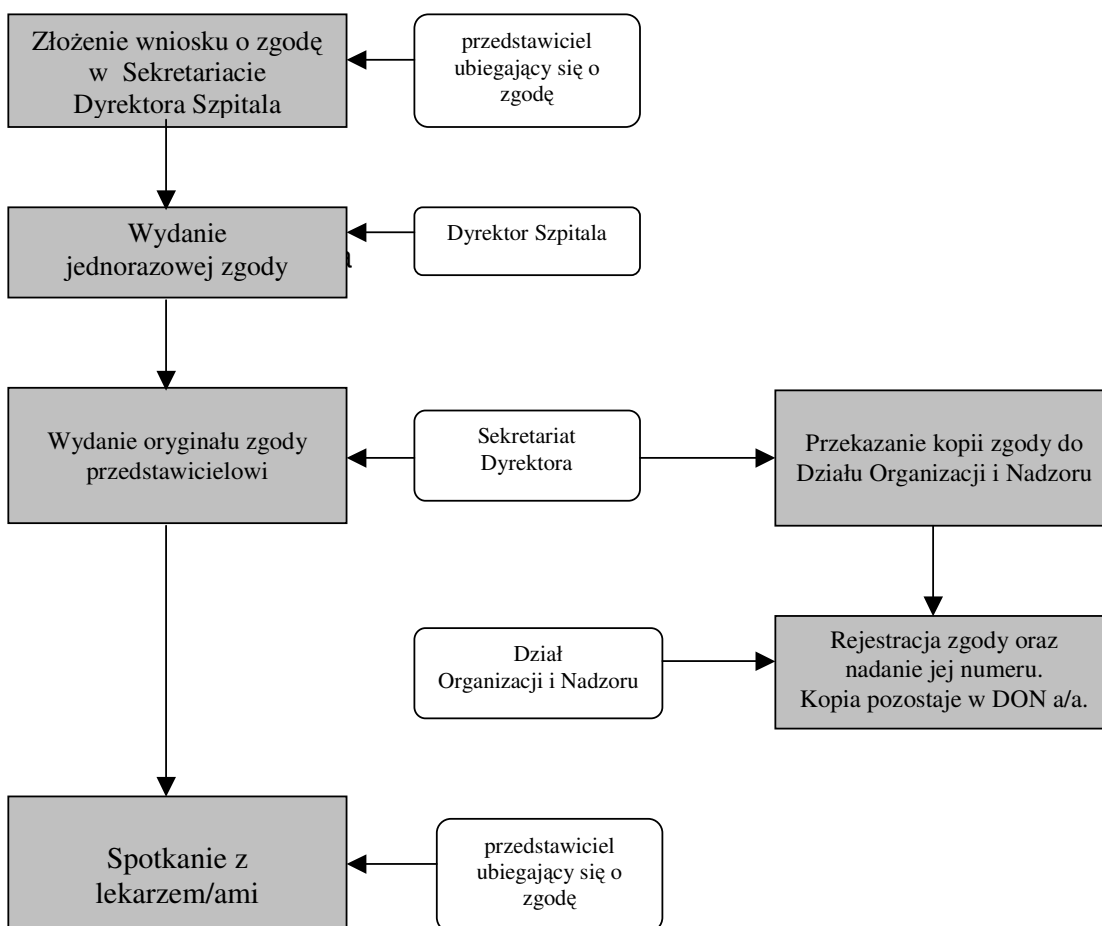 Złożenie wniosku o zgodę
w Sekretariacie
Dyrektora Szpitala
przedstawiciel
ubiegający się o
zgodę
Wydanie
jednorazowej zgody
Dyrektor Szpitala
Wydanie oryginału zgody
przedstawicielowi
Sekretariat
Dyrektora
Przekazanie kopii zgody do
Działu Organizacji i Nadzoru
Dział
Organizacji i Nadzoru
Rejestracja zgody oraz
nadanie jej numeru.
Kopia pozostaje w DON a/a.
Spotkanie z
lekarzem/ami
przedstawiciel
ubiegający się o
zgodę